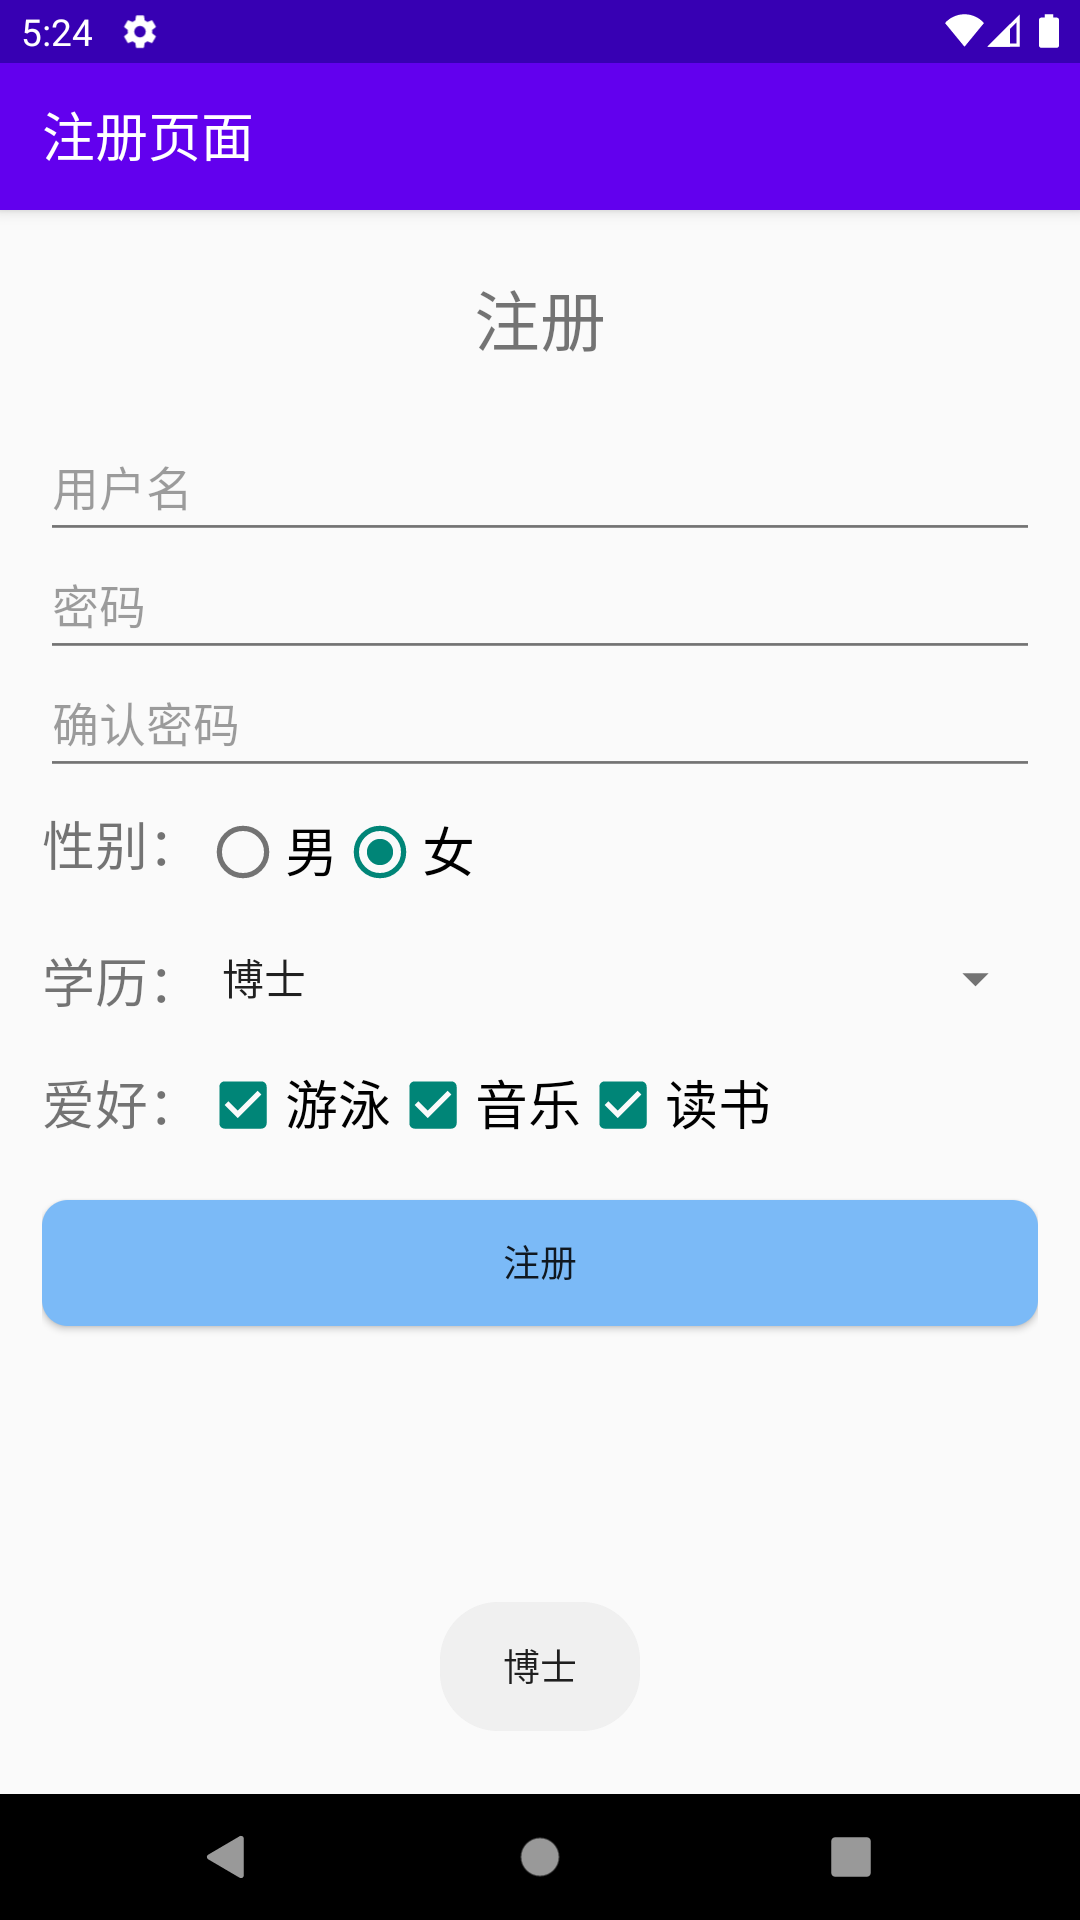 5:24
注册页面
注册
用户名
密码
确认密码
性别： 男 女
学历： 博士
爱好： 游泳 音乐 读书
注册
博士